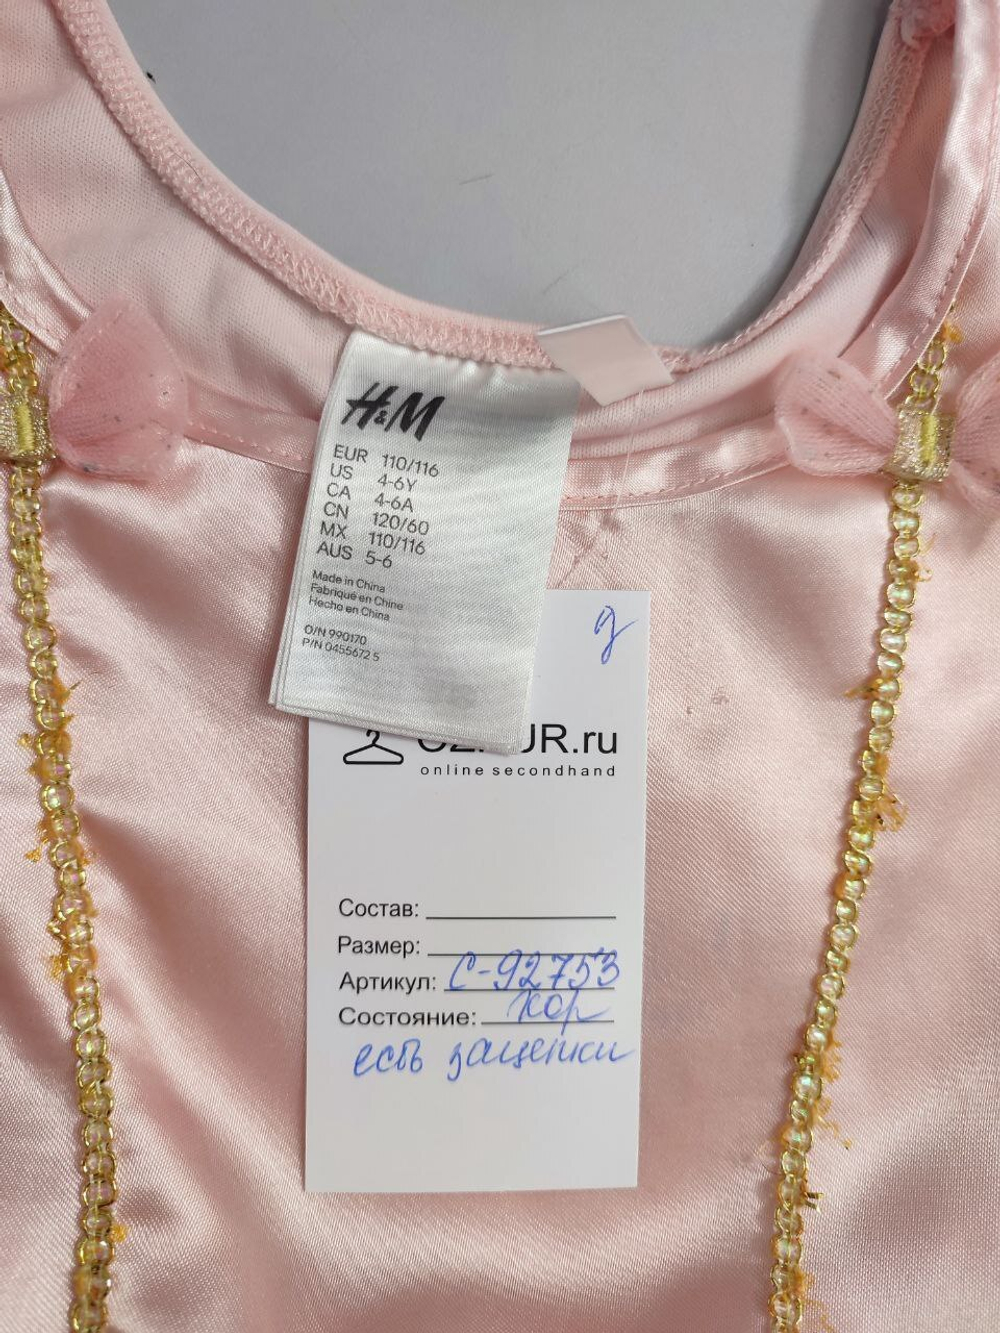 H&M
EUR 110/116
US 4-6Y
CA 4-6A
CN 120/60
MX 110/116
AUS 5-6
Made in China
Fabriqué en Chine
Hecho en China
O/N 990170
P/N 0455672 5
д
UR.ru
online secondhand
Состав:
Размер:
Артикул: С-92753
Состояние: хор
есть зацепки